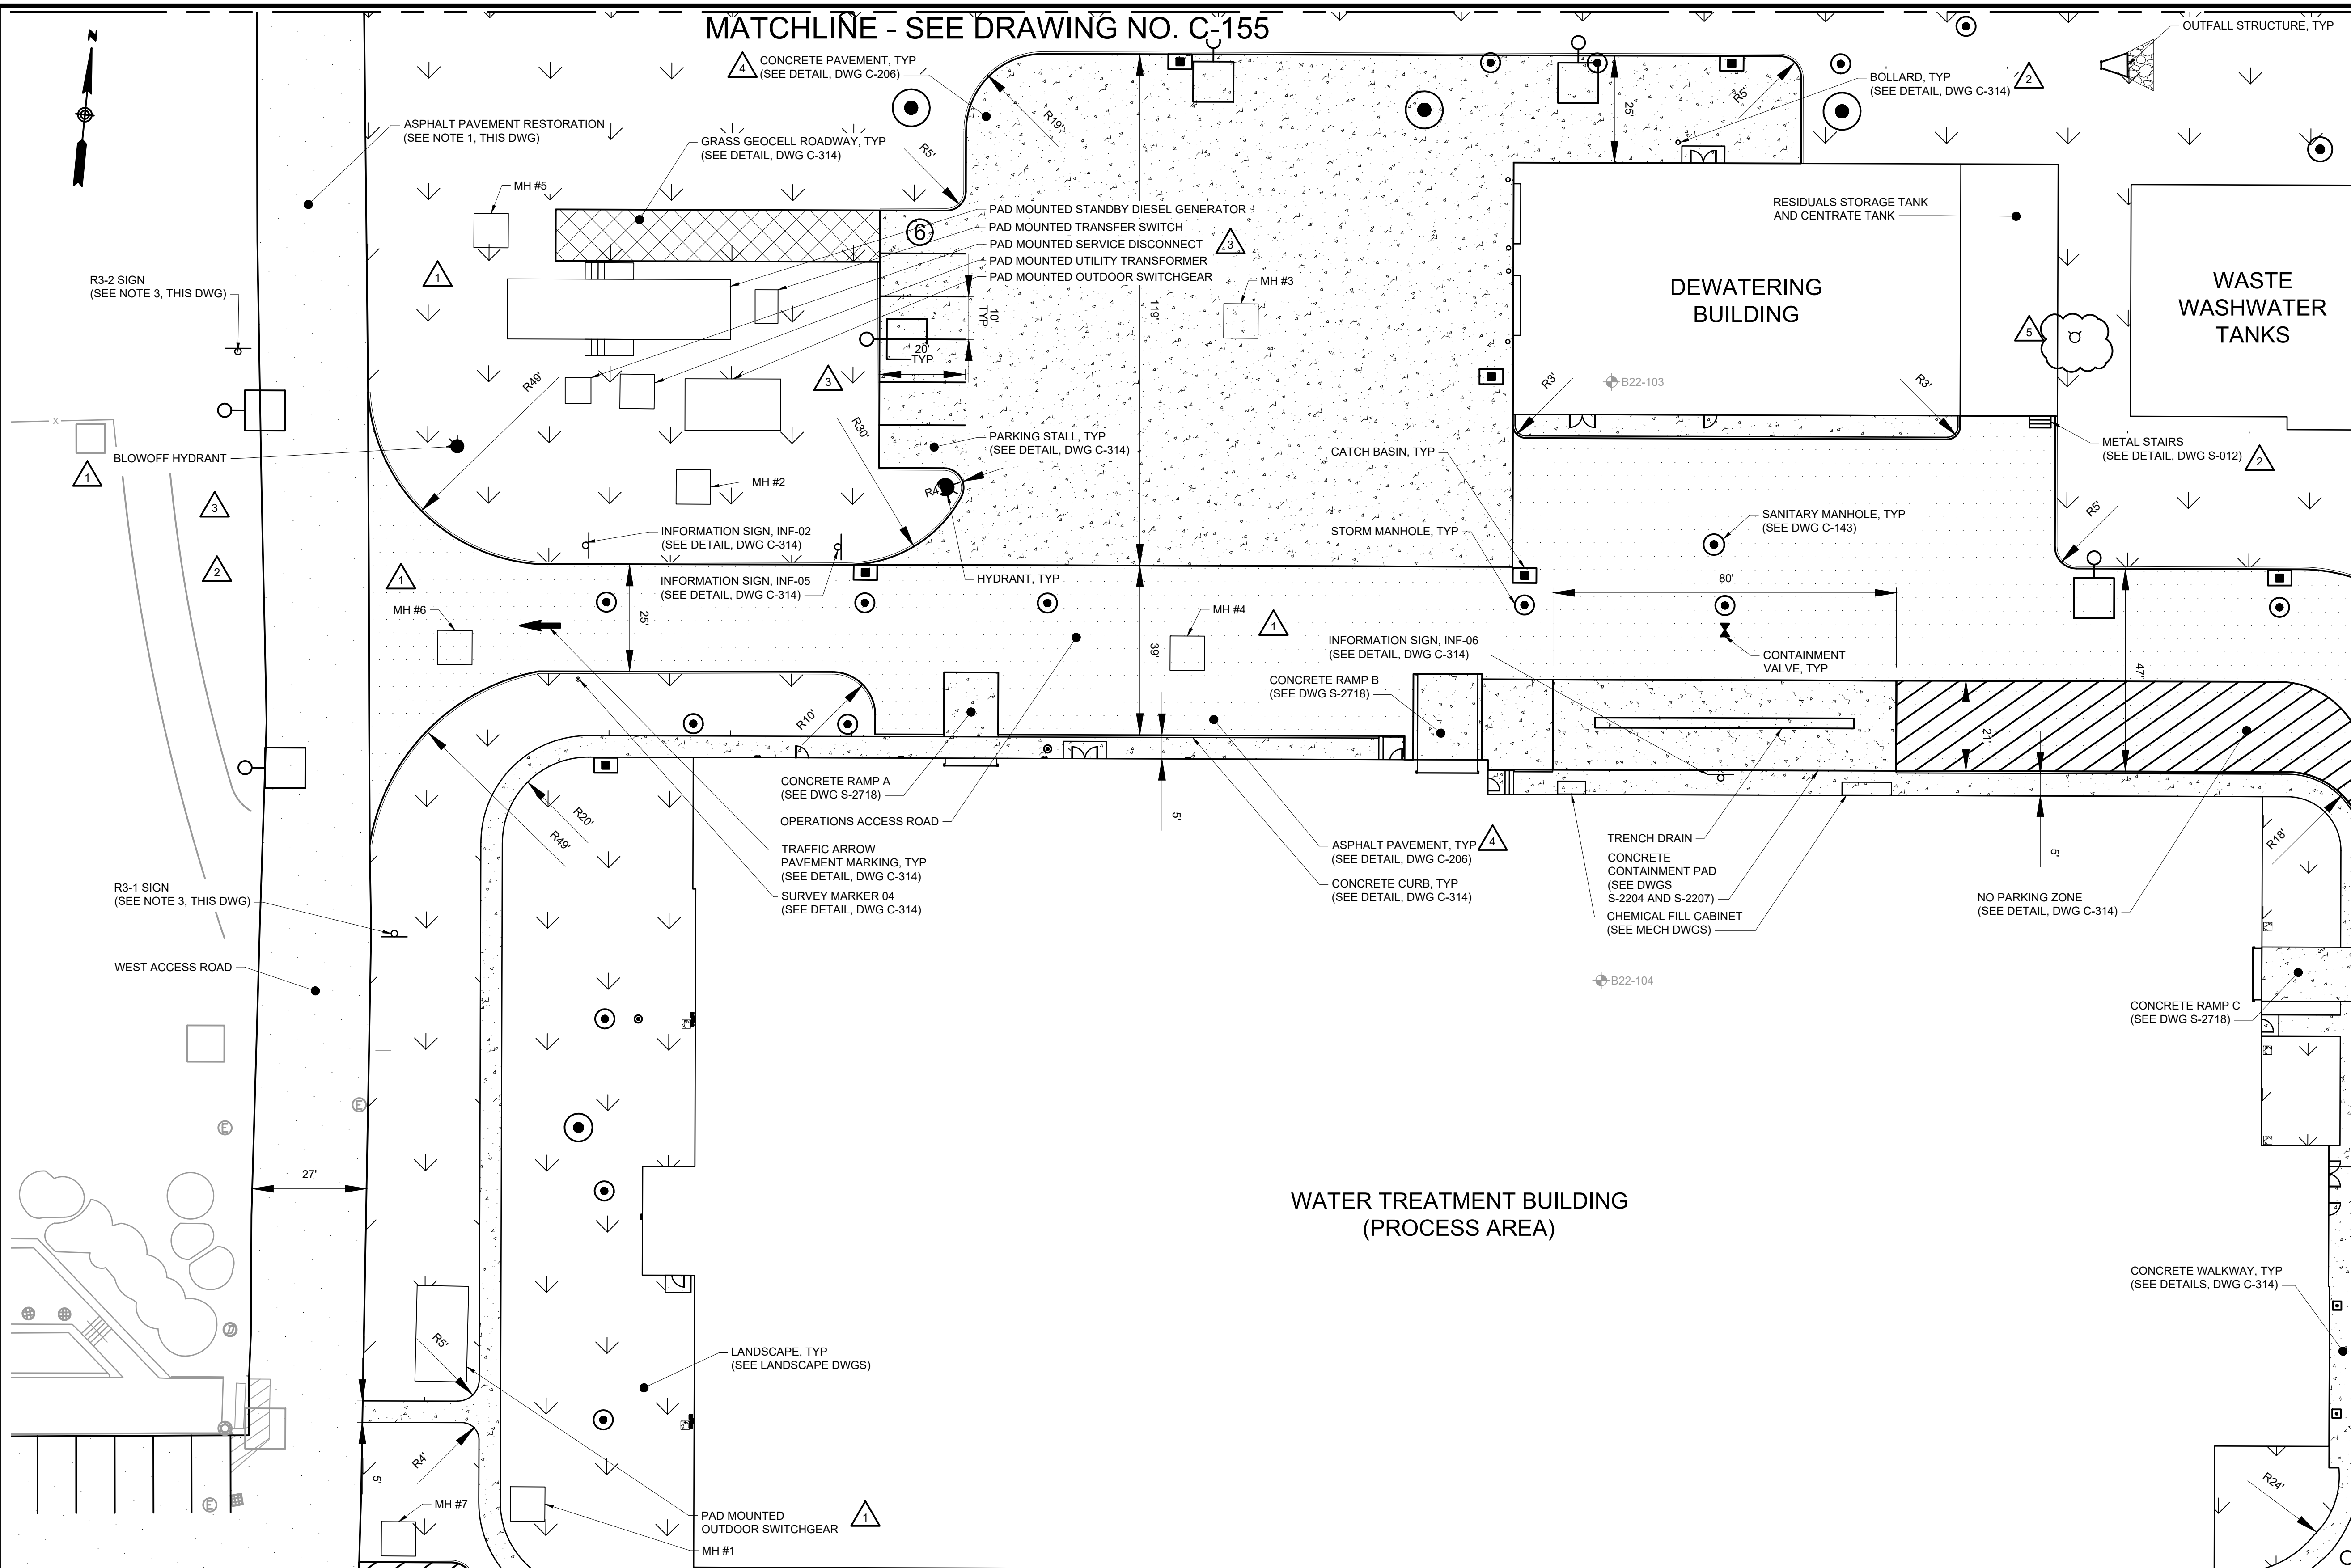 MATCHLINE - SEE DRAWING NO. C-155
N
OUTFALL STRUCTURE, TYP
4
CONCRETE PAVEMENT, TYP
(SEE DETAIL, DWG C-206)
BOLLARD, TYP
(SEE DETAIL, DWG C-314)
2
R19'
25'
R5'
ASPHALT PAVEMENT RESTORATION
(SEE NOTE 1, THIS DWG)
GRASS GEOCELL ROADWAY, TYP
(SEE DETAIL, DWG C-314)
R5'
MH #5
PAD MOUNTED STANDBY DIESEL GENERATOR
PAD MOUNTED TRANSFER SWITCH
PAD MOUNTED SERVICE DISCONNECT
PAD MOUNTED UTILITY TRANSFORMER
PAD MOUNTED OUTDOOR SWITCHGEAR
3
6
RESIDUALS STORAGE TANK
AND CENTRATE TANK
1
R3-2 SIGN
(SEE NOTE 3, THIS DWG)
MH #3
119'
10'
TYP
20'
TYP
DEWATERING
BUILDING
WASTE
WASHWATER
TANKS
5
3
R49'
R3'
B22-103
R3'
R30'
PARKING STALL, TYP
(SEE DETAIL, DWG C-314)
CATCH BASIN, TYP
METAL STAIRS
(SEE DETAIL, DWG S-012)
2
BLOWOFF HYDRANT
X
1
3
MH #2
R4'
R5'
SANITARY MANHOLE, TYP
(SEE DWG C-143)
INFORMATION SIGN, INF-02
(SEE DETAIL, DWG C-314)
STORM MANHOLE, TYP
2
1
INFORMATION SIGN, INF-05
(SEE DETAIL, DWG C-314)
HYDRANT, TYP
80'
MH #6
25'
MH #4
1
39'
INFORMATION SIGN, INF-06
(SEE DETAIL, DWG C-314)
CONTAINMENT
VALVE, TYP
47'
CONCRETE RAMP B
(SEE DWG S-2718)
R10'
21'
CONCRETE RAMP A
(SEE DWG S-2718)
OPERATIONS ACCESS ROAD
5'
R20'
R49'
TRAFFIC ARROW
PAVEMENT MARKING, TYP
(SEE DETAIL, DWG C-314)
SURVEY MARKER 04
(SEE DETAIL, DWG C-314)
ASPHALT PAVEMENT, TYP
(SEE DETAIL, DWG C-206)
4
CONCRETE CURB, TYP
(SEE DETAIL, DWG C-314)
TRENCH DRAIN
CONCRETE
CONTAINMENT PAD
(SEE DWGS
S-2204 AND S-2207)
CHEMICAL FILL CABINET
(SEE MECH DWGS)
5'
R18'
NO PARKING ZONE
(SEE DETAIL, DWG C-314)
R3-1 SIGN
(SEE NOTE 3, THIS DWG)
WEST ACCESS ROAD
B22-104
CONCRETE RAMP C
(SEE DWG S-2718)
E
E
27'
WATER TREATMENT BUILDING
(PROCESS AREA)
CONCRETE WALKWAY, TYP
(SEE DETAILS, DWG C-314)
D
R5'
LANDSCAPE, TYP
(SEE LANDSCAPE DWGS)
R4'
5'
R24'
E
MH #7
PAD MOUNTED
OUTDOOR SWITCHGEAR
1
MH #1